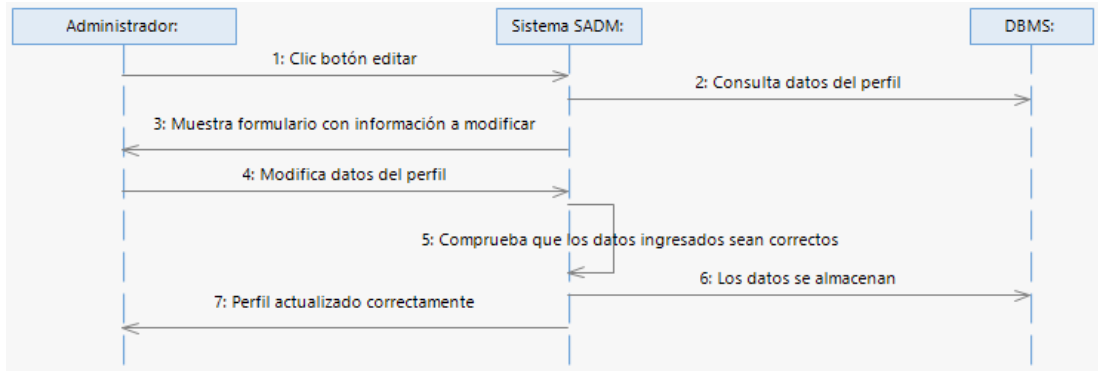 Administrador:
Sistema SADM:
DBMS:
1: Clic botón editar
2: Consulta datos del perfil
3: Muestra formulario con información a modificar
4: Modifica datos del perfil
5: Comprueba que los datos ingresados sean correctos
6: Los datos se almacenan
7: Perfil actualizado correctamente